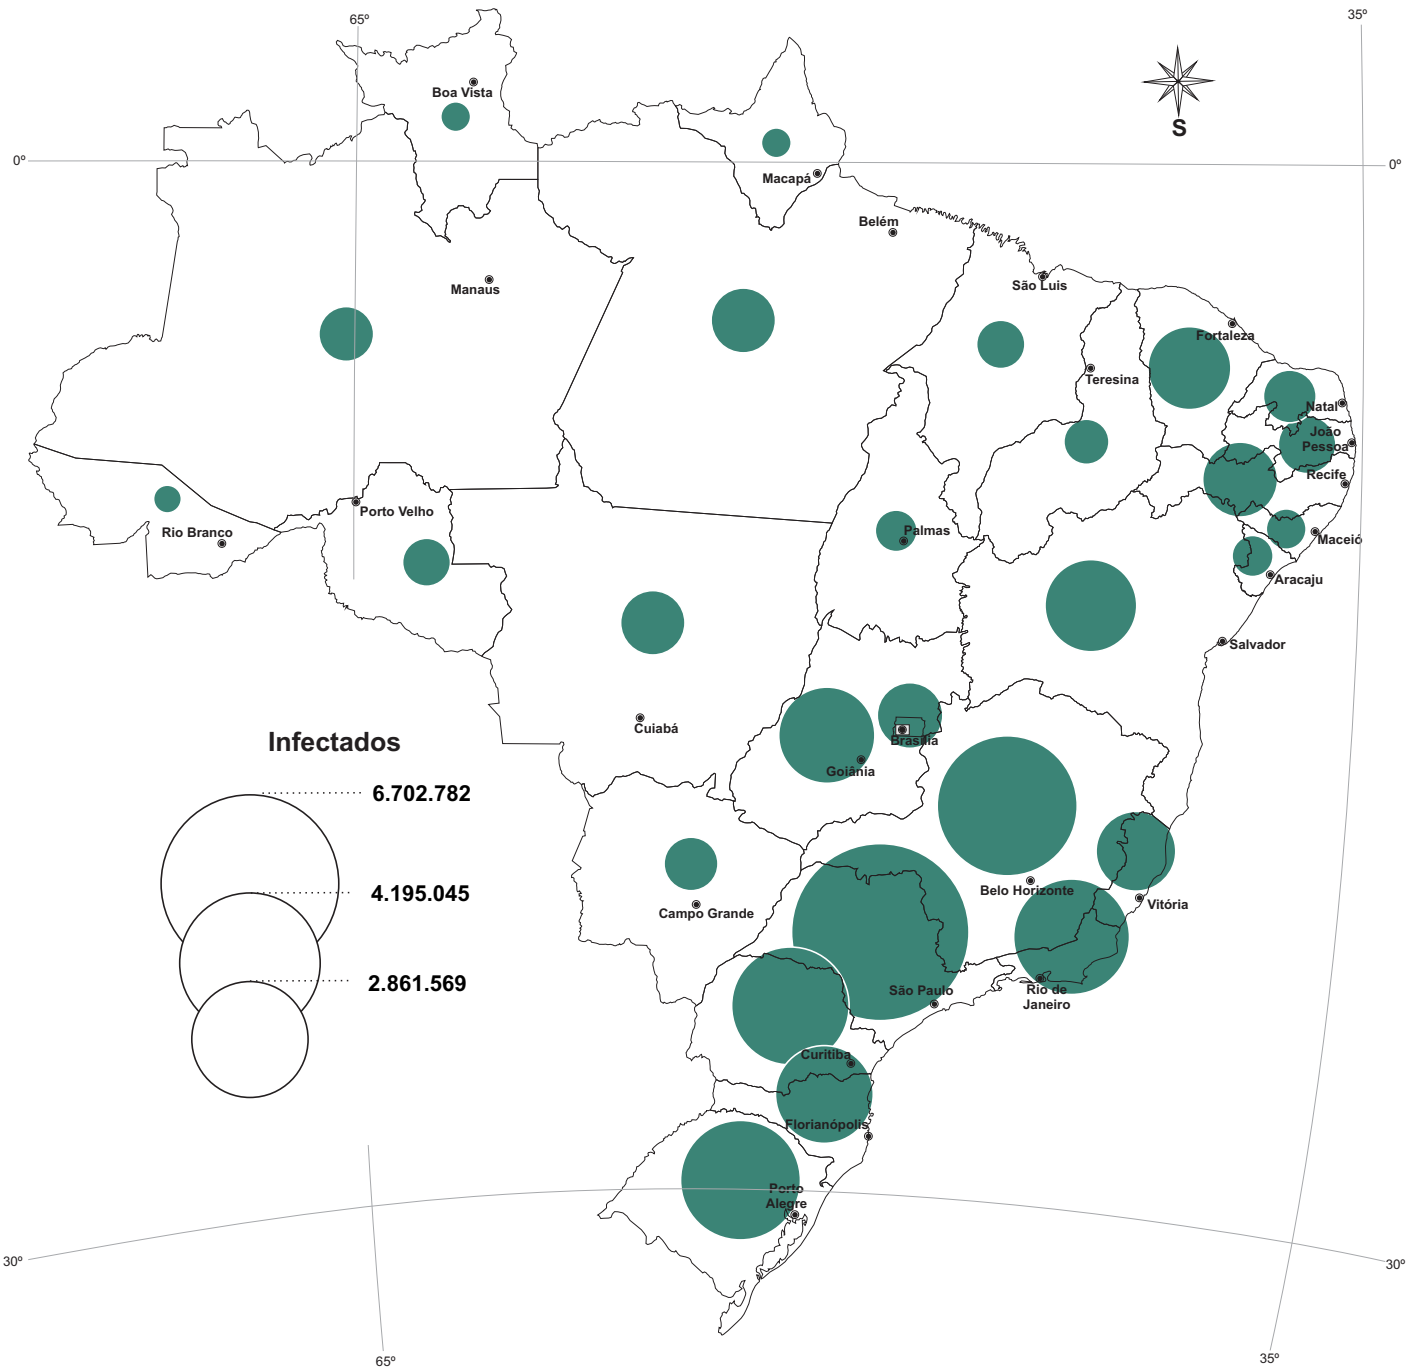 65º
35º
Boa Vista
S
0º
0º
Macapá
Belém
Manaus
São Luis
Fortaleza
Teresina
Natal
João
Pessoa
Recife
Porto Velho
Rio Branco
Palmas
Maceió
Aracaju
Salvador
Cuiabá
Brasília
Goiânia
Infectados
6.702.782
4.195.045
2.861.569
Belo Horizonte
Campo Grande
Vitória
São Paulo
Rio de
Janeiro
Curitiba
Florianópolis
Porto
Alegre
30º
30º
65º
35º